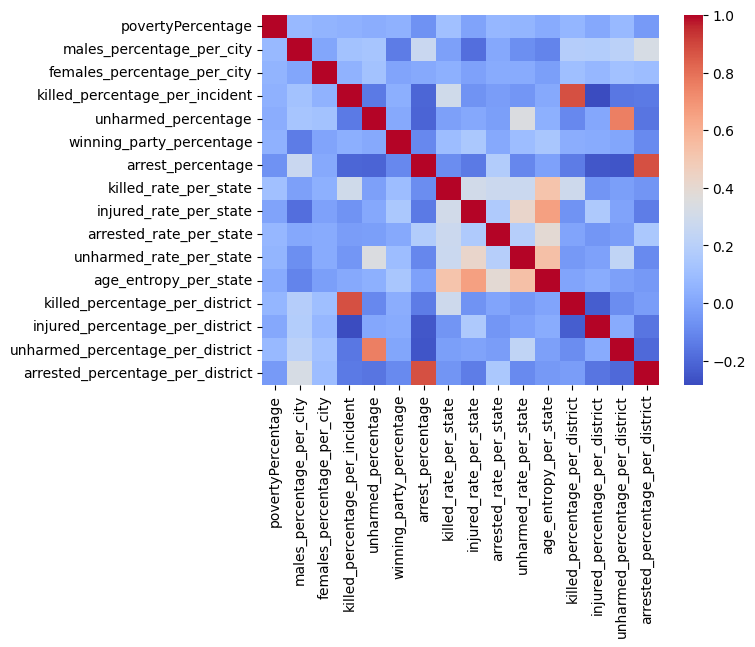 povertyPercentage
males_percentage_per_city
females_percentage_per_city
killed_percentage_per_incident
unharmed_percentage
winning_party_percentage
arrest_percentage
killed_rate_per_state
injured_rate_per_state
arrested_rate_per_state
unharmed_rate_per_state
age_entropy_per_state
killed_percentage_per_district
injured_percentage_per_district
unharmed_percentage_per_district
arrested_percentage_per_district
povertyPercentage
males_percentage_per_city
females_percentage_per_city
killed_percentage_per_incident
unharmed_percentage
winning_party_percentage
arrest_percentage
killed_rate_per_state
injured_rate_per_state
arrested_rate_per_state
unharmed_rate_per_state
age_entropy_per_state
killed_percentage_per_district
injured_percentage_per_district
unharmed_percentage_per_district
arrested_percentage_per_district
1.0
0.8
0.6
0.4
0.2
0.0
−0.2